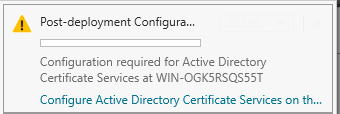 Post-deployment Configura...
Configuration required for Active Directory
Certificate Services at WIN-OGK5RSQS55T
Configure Active Directory Certificate Services on th...